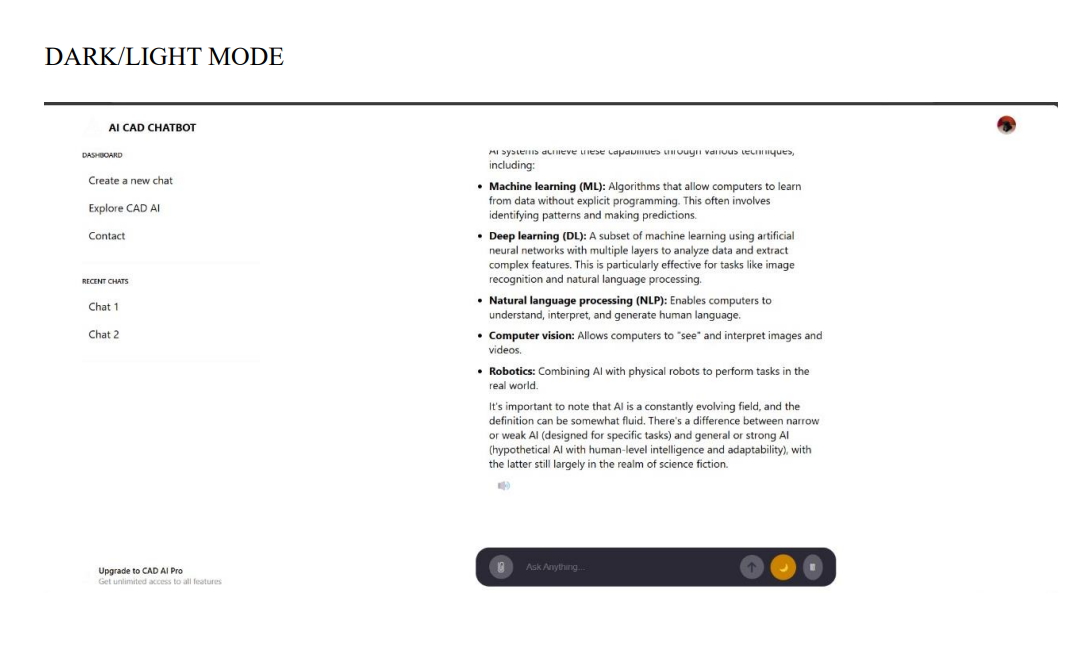 DARK/LIGHT MODE
AI CAD CHATBOT
DASHBOARD
Create a new chat
Explore CAD AI
Contact
RECENT CHATS
Chat 1
Chat 2
Upgrade to CAD AI Pro
Get unlimited access to all features
AI systems achieve these capabilities through various techniques,
including:
• Machine learning (ML): Algorithms that allow computers to learn
from data without explicit programming. This often involves
identifying patterns and making predictions.
• Deep learning (DL): A subset of machine learning using artificial
neural networks with multiple layers to analyze data and extract
complex features. This is particularly effective for tasks like image
recognition and natural language processing.
• Natural language processing (NLP): Enables computers to
understand, interpret, and generate human language.
• Computer vision: Allows computers to "see" and interpret images and
videos.
• Robotics: Combining AI with physical robots to perform tasks in the
real world.
It's important to note that AI is a constantly evolving field, and the
definition can be somewhat fluid. There's a difference between narrow
or weak AI (designed for specific tasks) and general or strong AI
(hypothetical AI with human-level intelligence and adaptability), with
the latter still largely in the realm of science fiction.
Ask Anything...